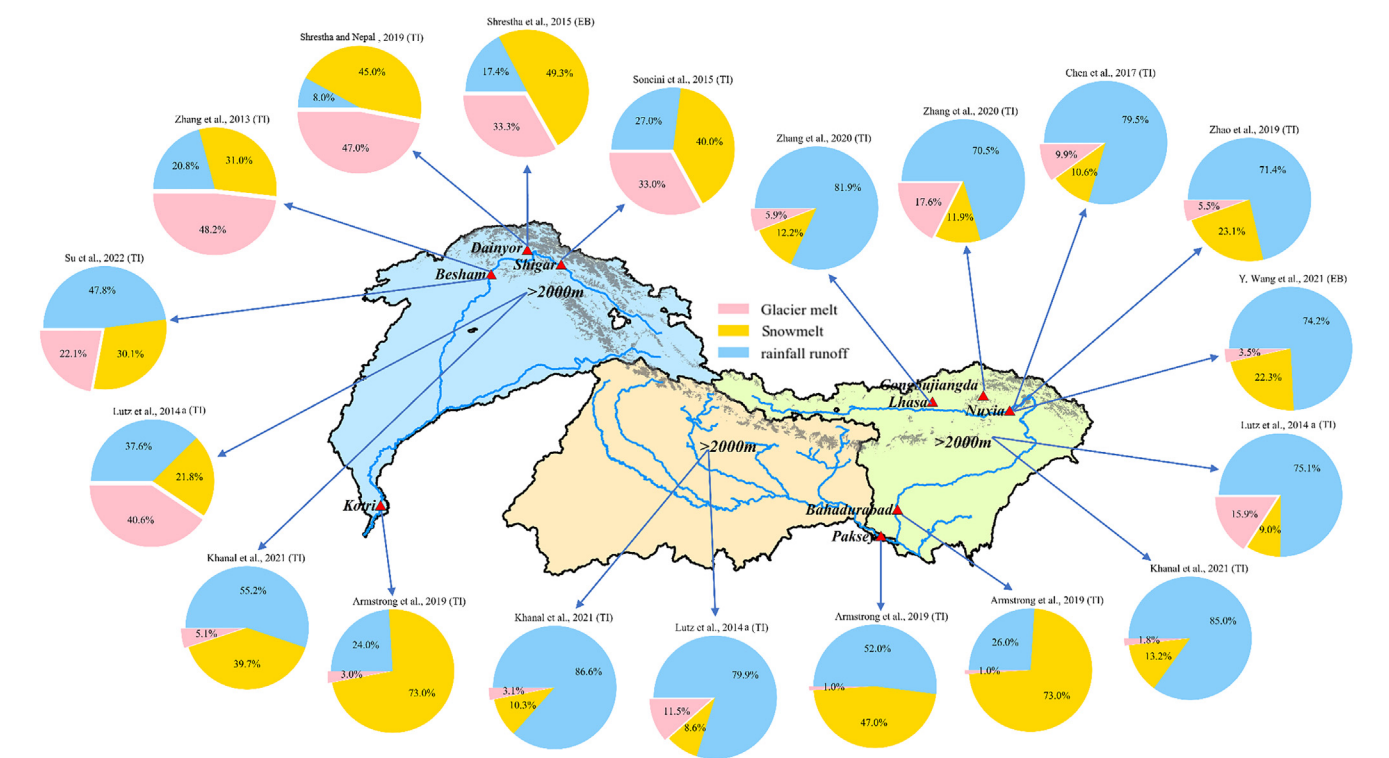 Shrestha et al., 2015 (EB)
17.4%
49.3%
33.3%
Shrestha and Nepal , 2019 (TI)
45.0%
8.0%
47.0%
Soncini et al., 2015 (TI)
27.0%
40.0%
33.0%
Chen et al., 2017 (TI)
79.5%
9.9%
10.6%
Zhang et al., 2013 (TI)
20.8%
31.0%
48.2%
Zhang et al., 2020 (TI)
81.9%
5.9%
12.2%
Zhang et al., 2020 (TI)
70.5%
17.6%
11.9%
Zhao et al., 2019 (TI)
71.4%
5.5%
23.1%
Su et al., 2022 (TI)
47.8%
22.1%
30.1%
Dainyor
Shigar
Besham
>2000m
Glacier melt
Snowmelt
rainfall runoff
Y. Wang et al., 2021 (EB)
74.2%
3.5%
22.3%
Gongbujiangda
Lhasa
Nuxia
>2000m
>2000m
Lutz et al., 2014 a (TI)
37.6%
21.8%
40.6%
Lutz et al., 2014 a (TI)
75.1%
15.9%
9.0%
Kotri
Bahadurabad
Paksey
Khanal et al., 2021 (TI)
55.2%
5.1%
39.7%
Armstrong et al., 2019 (TI)
24.0%
3.0%
73.0%
Khanal et al., 2021 (TI)
86.6%
3.1%
10.3%
Lutz et al., 2014 a (TI)
79.9%
11.5%
8.6%
Armstrong et al., 2019 (TI)
52.0%
1.0%
47.0%
Armstrong et al., 2019 (TI)
26.0%
1.0%
73.0%
Khanal et al., 2021 (TI)
85.0%
1.8%
13.2%